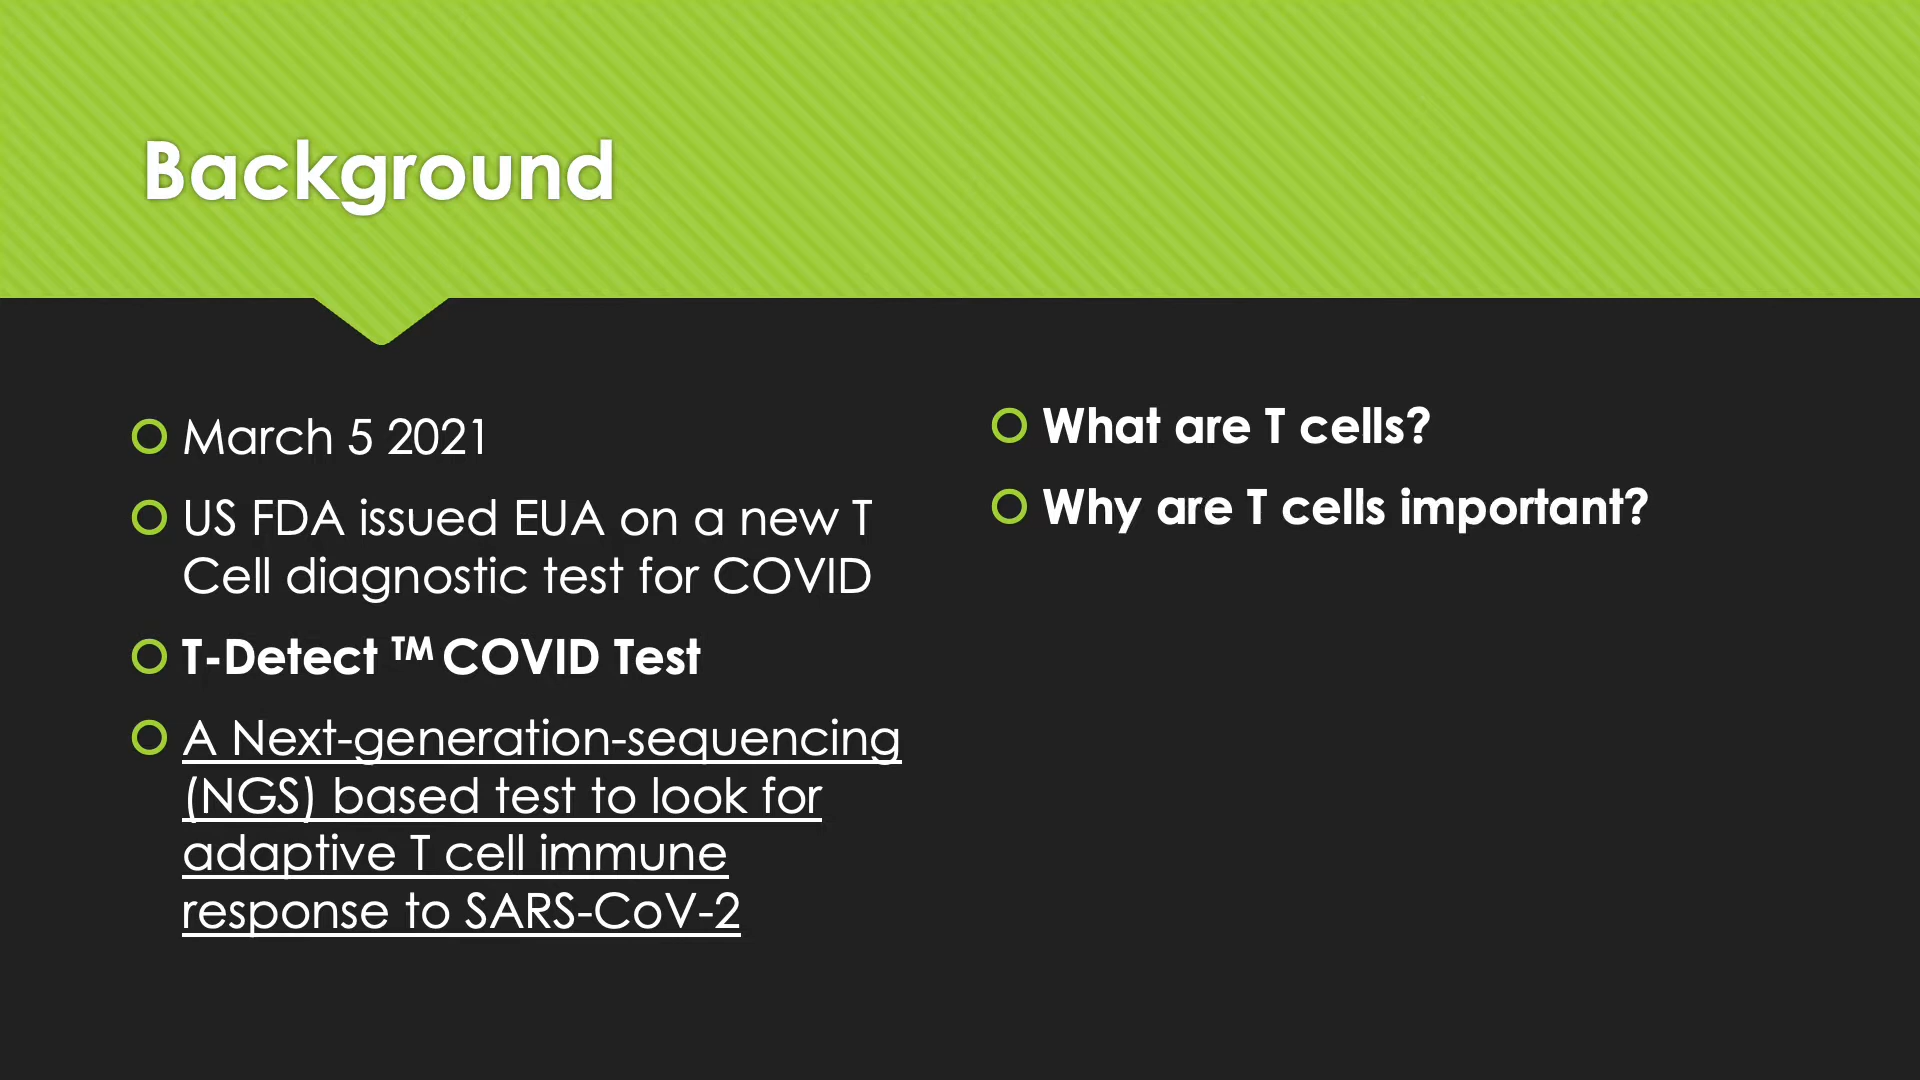 Background
March 5 2021
US FDA issued EUA on a new T
Cell diagnostic test for COVID
T-Detect ™ COVID Test
A Next-generation-sequencing
(NGS) based test to look for
adaptive T cell immune
response to SARS-CoV-2
What are T cells?
Why are T cells important?